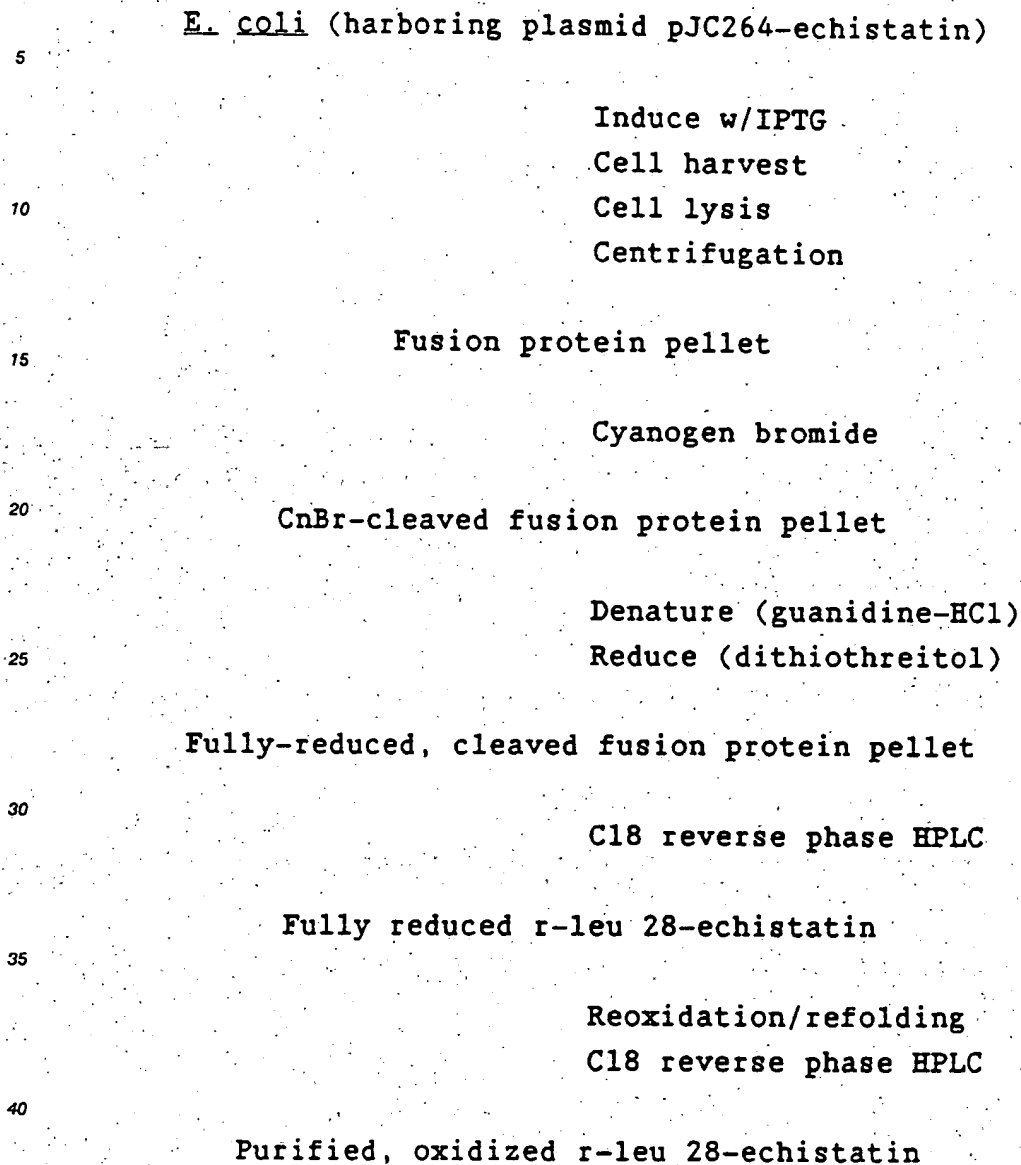 E. coli (harboring plasmid pJC264-echistatin)
5
Induce w/IPTG
Cell harvest
10 Cell lysis
Centrifugation
Fusion protein pellet
15
Cyanogen bromide
20 CnBr-cleaved fusion protein pellet
Denature (guanidine-HCl)
25 Reduce (dithiothreitol)
Fully-reduced, cleaved fusion protein pellet
30
C18 reverse phase HPLC
Fully reduced r-leu 28-echistatin
35
Reoxidation/refolding
C18 reverse phase HPLC
40
Purified, oxidized r-leu 28-echistatin